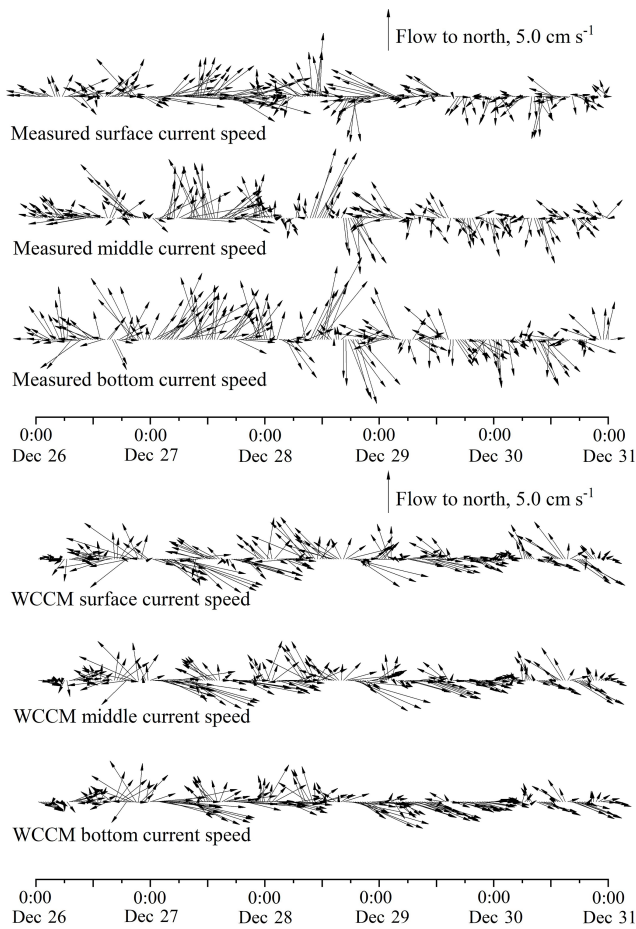 Flow to north, 5.0 cm s⁻¹
Measured surface current speed
Measured middle current speed
Measured bottom current speed
0:00 0:00 0:00 0:00 0:00 0:00
Dec 26 Dec 27 Dec 28 Dec 29 Dec 30 Dec 31
Flow to north, 5.0 cm s⁻¹
WCCM surface current speed
WCCM middle current speed
WCCM bottom current speed
0:00 0:00 0:00 0:00 0:00 0:00
Dec 26 Dec 27 Dec 28 Dec 29 Dec 30 Dec 31